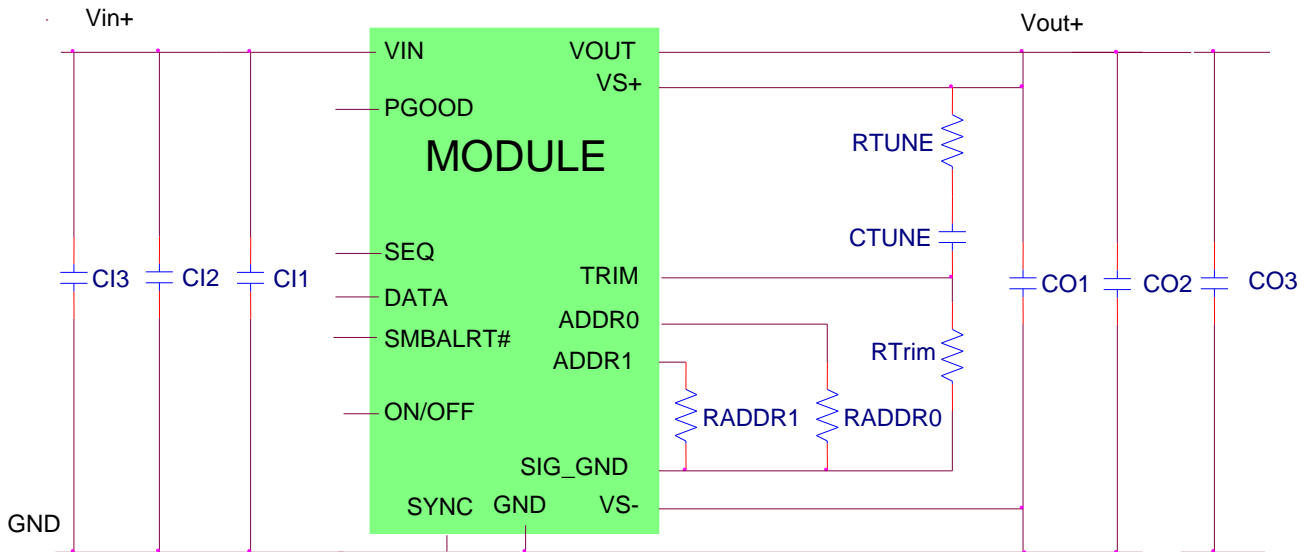 Vin+
Vout+
VIN
VOUT
VS+
PGOOD
RTUNE
MODULE
CTUNE
SEQ
TRIM
CI3
CI2
CI1
CO1
CO2
CO3
DATA
ADDR0
SMBALRT#
RTrim
ADDR1
ON/OFF
RADDR1
RADDR0
SIG_GND
SYNC
GND
VS-
GND